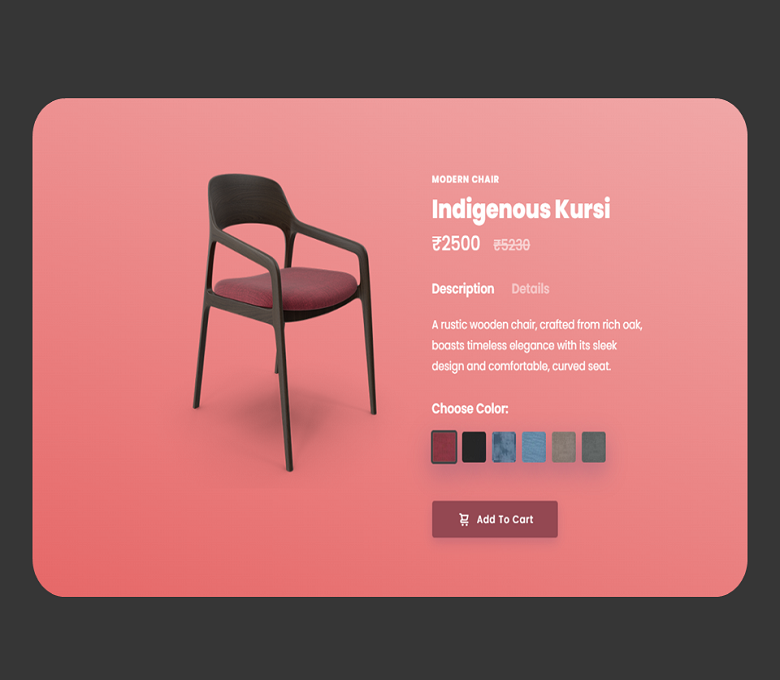 MODERN CHAIR
Indigenous Kursi
₹2500 ₹5230
Description Details
A rustic wooden chair, crafted from rich oak,
boasts timeless elegance with its sleek
design and comfortable, curved seat.
Choose Color:
Add To Cart